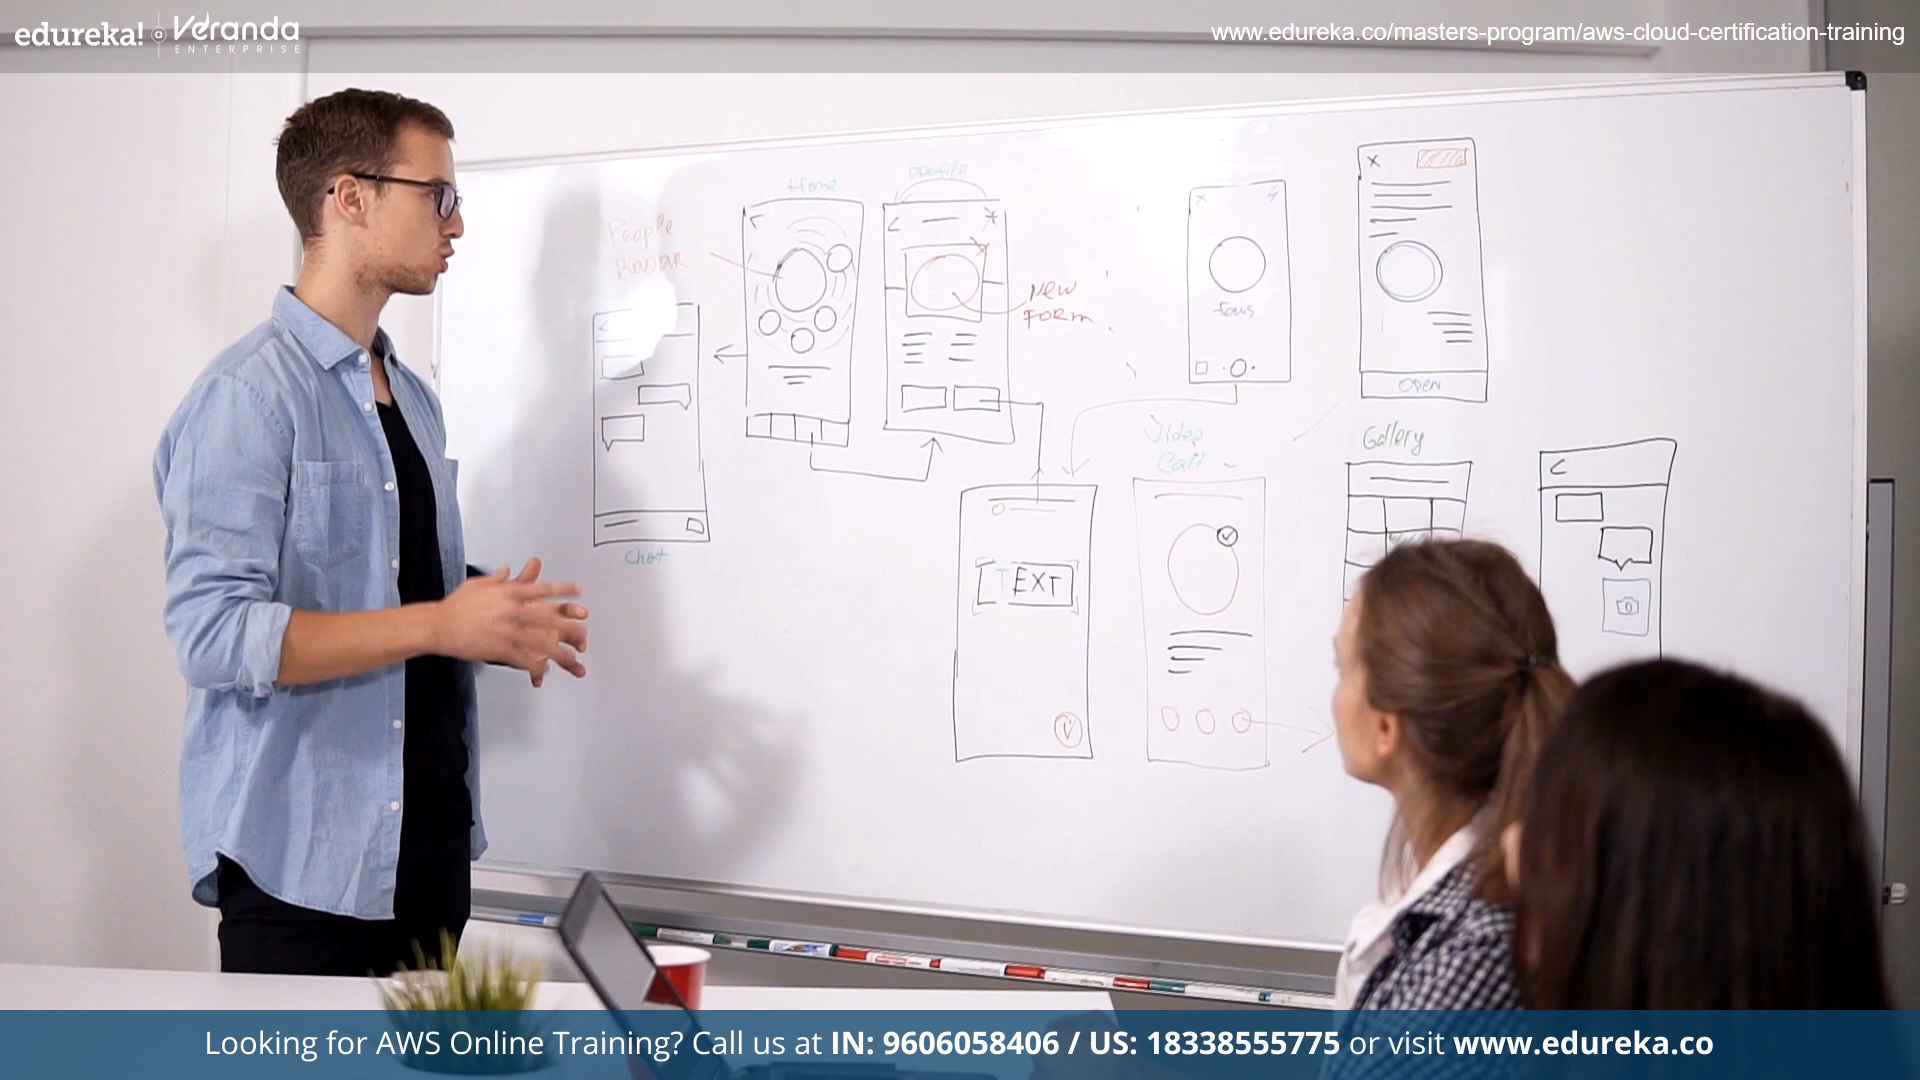 edureka!
a
Veranda
ENTERPRISE
www.edureka.co/masters-program/aws-cloud-certification-training
Home
Profile
People
RADAR
New
FORM
focus
OPEN
Video
Call
Gallery
TEXT
Chat
Looking for AWS Online Training? Call us at IN: 9606058406 / US: 18338555775 or visit www.edureka.co